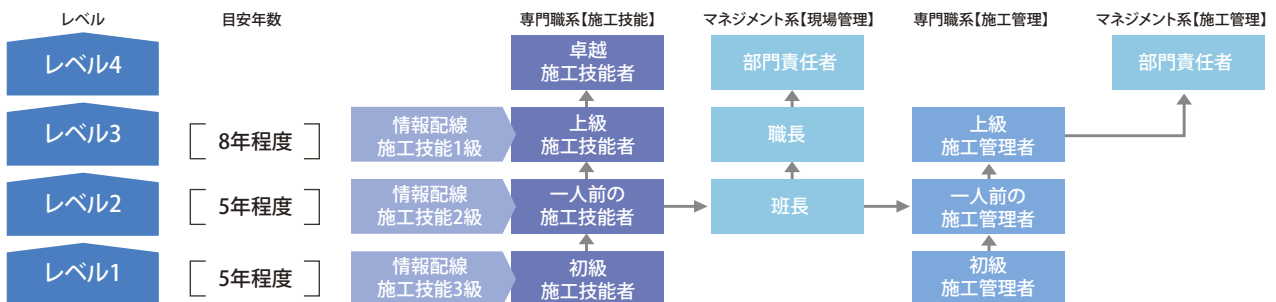 レベル
目安年数
専門職系【施工技能】
マネジメント系【現場管理】
専門職系【施工管理】
マネジメント系【施工管理】
レベル4
卓越
施工技能者
部門責任者
部門責任者
レベル3
8年程度
情報配線
施工技能1級
上級
施工技能者
職長
上級
施工管理者
レベル2
5年程度
情報配線
施工技能2級
一人前の
施工技能者
班長
一人前の
施工管理者
レベル1
5年程度
情報配線
施工技能3級
初級
施工技能者
初級
施工管理者